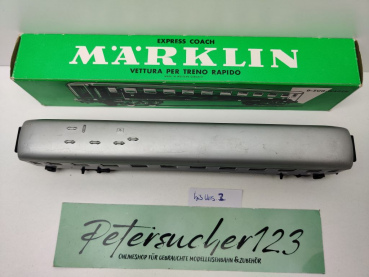 EXPRESS COACH
MÄRKLIN
VETTURA PER TRENO RAPIDO
Petersucher123
ONLINESHOP FÜR GEBRAUCHTE MODELLEISENBAHN & ZUBEHÖR